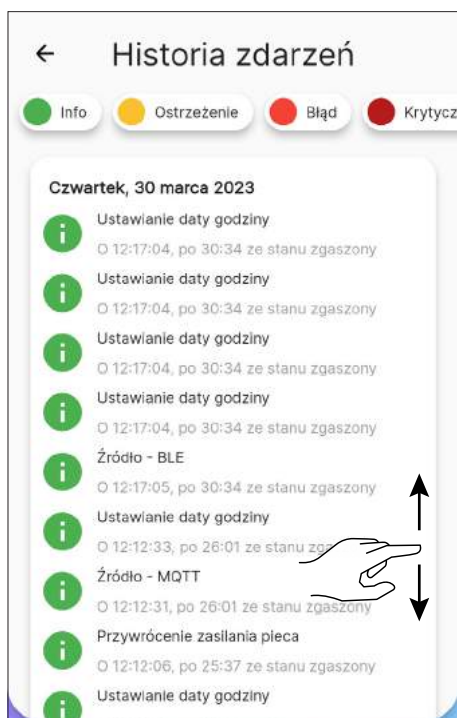 Historia zdarzeń
Info Ostrzeżenie Błąd Krytycz
Czwartek, 30 marca 2023
Ustawianie daty godziny
O 12:17:04, po 30:34 ze stanu zgaszony
Ustawianie daty godziny
O 12:17:04, po 30:34 ze stanu zgaszony
Ustawianie daty godziny
O 12:17:04, po 30:34 ze stanu zgaszony
Ustawianie daty godziny
O 12:17:04, po 30:34 ze stanu zgaszony
Źródło - BLE
O 12:17:05, po 30:34 ze stanu zgaszony
Ustawianie daty godziny
O 12:12:33, po 26:01 ze stanu zga
Źródło - MQTT
O 12:12:31, po 26:01 ze stanu zgaszony
Przywrócenie zasilania pieca
O 12:12:06, po 25:37 ze stanu zgaszony
Ustawianie daty godziny